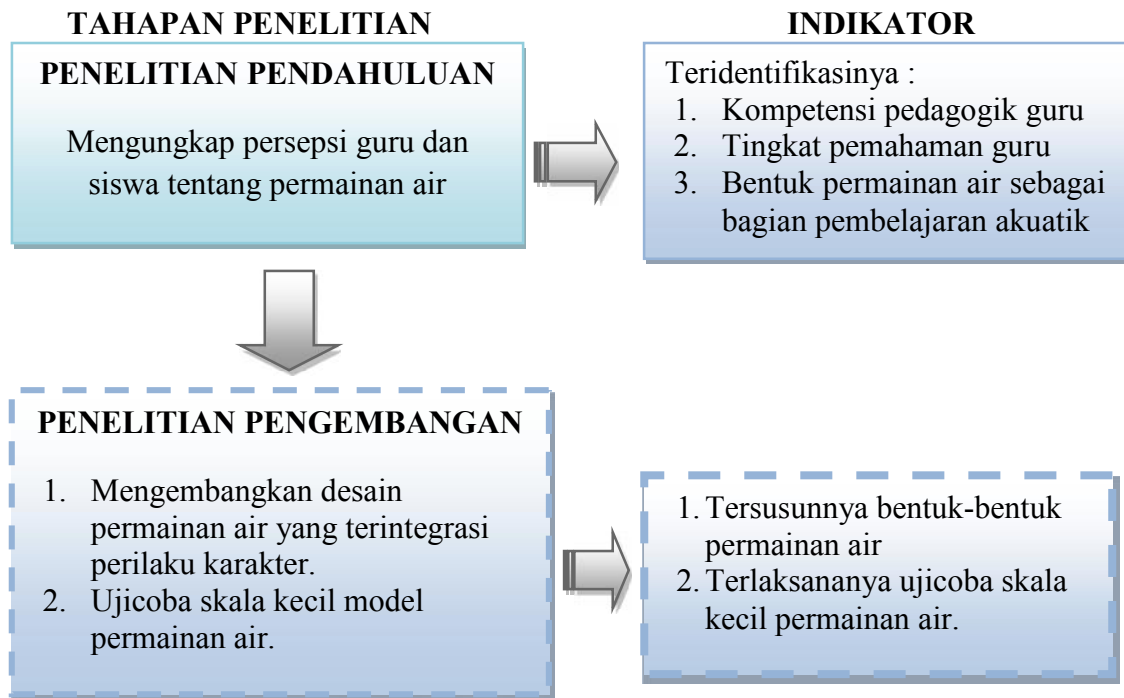 TAHAPAN PENELITIAN
INDIKATOR
PENELITIAN PENDAHULUAN
Mengungkap persepsi guru dan
siswa tentang permainan air
Teridentifikasinya :
1. Kompetensi pedagogik guru
2. Tingkat pemahaman guru
3. Bentuk permainan air sebagai
bagian pembelajaran akuatik
PENELITIAN PENGEMBANGAN
1. Mengembangkan desain
permainan air yang terintegrasi
perilaku karakter.
2. Ujicoba skala kecil model
permainan air.
1. Tersusunnya bentuk-bentuk
permainan air
2. Terlaksananya ujicoba skala
kecil permainan air.